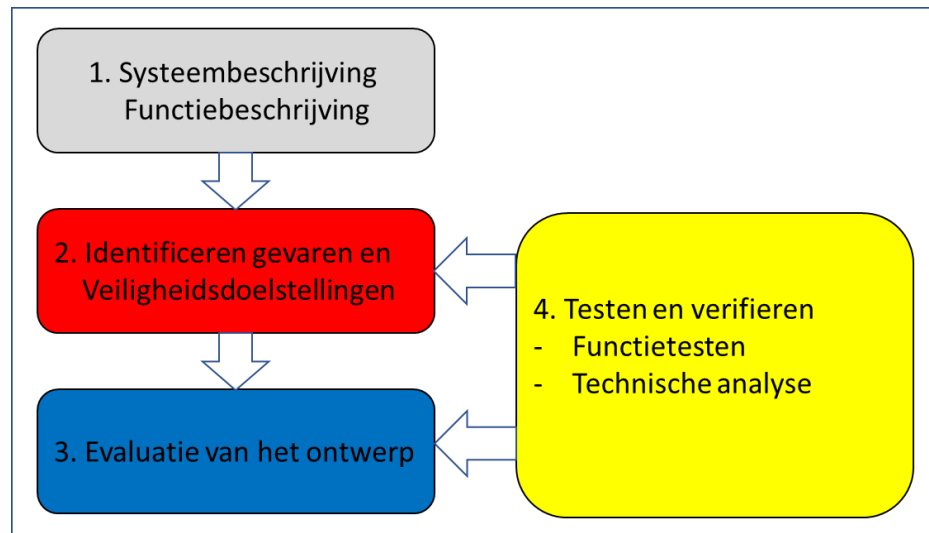 1. Systeembeschrijving
Functiebeschrijving
2. Identificeren gevaren en
Veiligheidsdoelstellingen
3. Evaluatie van het ontwerp
4. Testen en verifieren
- Functietesten
- Technische analyse